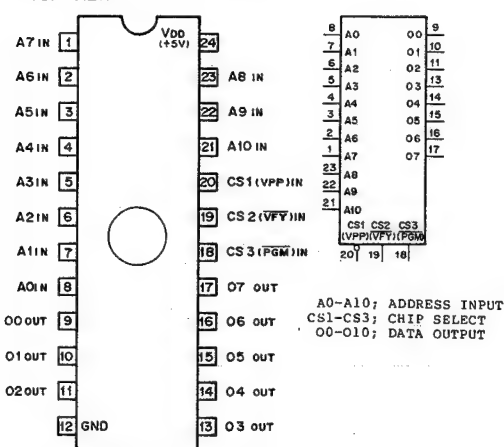 VDD
(+5V)
A7 IN 1
24
A6 IN 2
23 A8 IN
A5 IN 3
22 A9 IN
A4 IN 4
21 A10 IN
A3 IN 5
20 CS1(VPP)IN
A2 IN 6
19 CS2(VFY)IN
A1 IN 7
18 CS3(PGM)IN
A0 IN 8
17 O7 OUT
O0 OUT 9
16 O6 OUT
O1 OUT 10
15 O5 OUT
O2 OUT 11
14 O4 OUT
12 GND
13 O3 OUT
8 A0 O0 9
7 A1 O1 10
6 A2 O2 11
5 A3 O3 13
4 A4 O4 14
3 A5 O5 15
2 A6 O6 16
1 A7 O7 17
23 A8
22 A9
21 A10
CS1 CS2 CS3
(VPP)(VFY)(PGM)
20 19 18
A0-A10; ADDRESS INPUT
CS1-CS3; CHIP SELECT
O0-O10; DATA OUTPUT